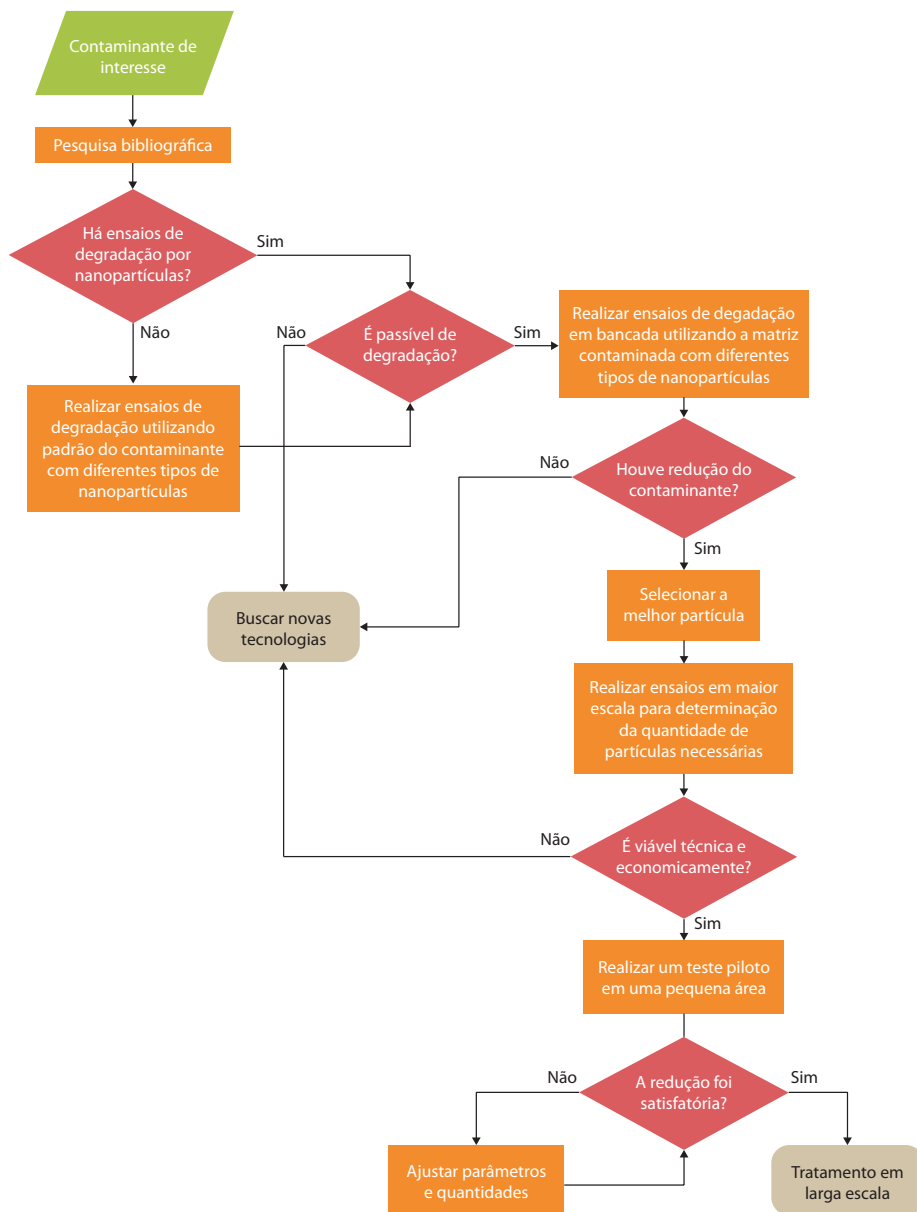 Contaminante de
interesse
Pesquisa bibliográfica
Há ensaios de
degradação por
nanopartículas?
Sim
Não
Realizar ensaios de
degradação utilizando
padrão do contaminante
com diferentes tipos de
nanopartículas
É passível de
degradação?
Não
Sim
Realizar ensaios de degadação
em bancada utilizando a matriz
contaminada com diferentes
tipos de nanopartículas
Houve redução do
contaminante?
Não
Sim
Buscar novas
tecnologias
Selecionar a
melhor partícula
Realizar ensaios em maior
escala para determinação
da quantidade de
partículas necessárias
É viável técnica e
economicamente?
Não
Sim
Realizar um teste piloto
em uma pequena área
A redução foi
satisfatória?
Não
Sim
Ajustar parâmetros
e quantidades
Tratamento em
larga escala